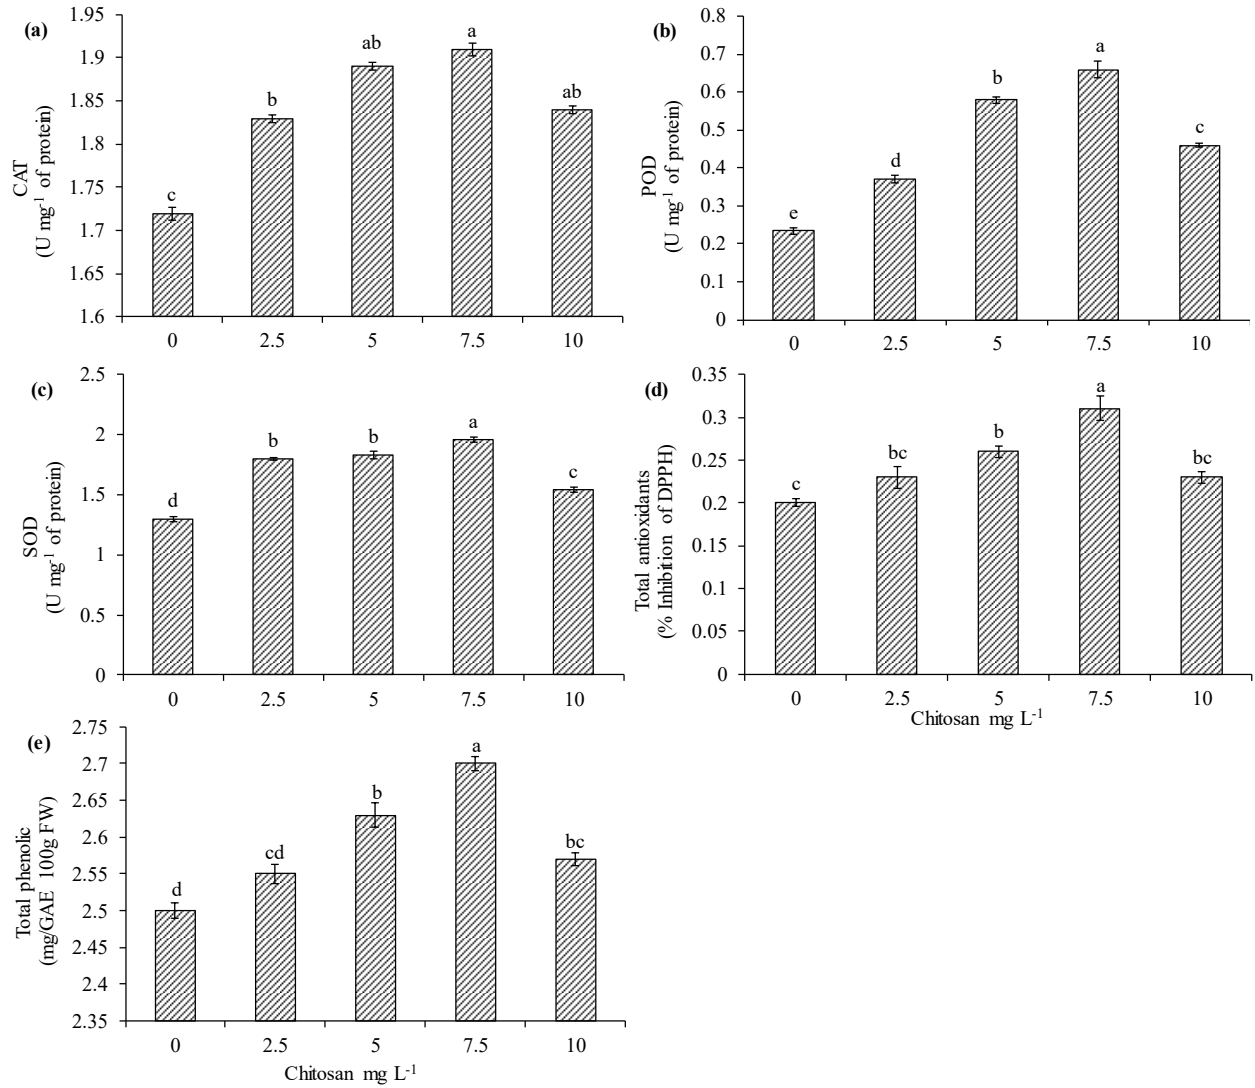 (a)
CAT
(U mg-1 of protein)
1.95
1.9
1.85
1.8
1.75
1.7
1.65
1.6
c
b
ab
a
ab
0 2.5 5 7.5 10
(b)
POD
(U mg-1 of protein)
0.8
0.7
0.6
0.5
0.4
0.3
0.2
0.1
0
e
d
b
a
c
0 2.5 5 7.5 10
(c)
SOD
(U mg-1 of protein)
2.5
2
1.5
1
0.5
0
d
b
b
a
c
0 2.5 5 7.5 10
(d)
Total antioxidants
(% Inhibition of DPPH)
0.35
0.3
0.25
0.2
0.15
0.1
0.05
0
c
bc
b
a
bc
0 2.5 5 7.5 10
Chitosan mg L-1
(e)
Total phenolic
(mg/GAE 100g FW)
2.75
2.7
2.65
2.6
2.55
2.5
2.45
2.4
2.35
d
cd
b
a
bc
0 2.5 5 7.5 10
Chitosan mg L-1